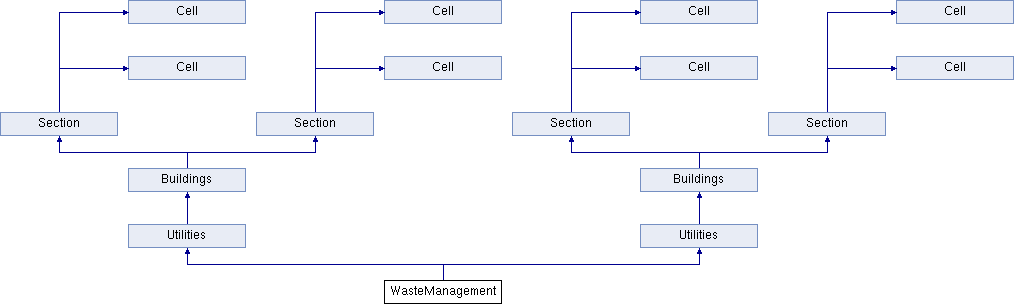 Cell
Cell
Cell
Cell
Cell
Cell
Cell
Cell
Section
Section
Section
Section
Buildings
Buildings
Utilities
Utilities
WasteManagement